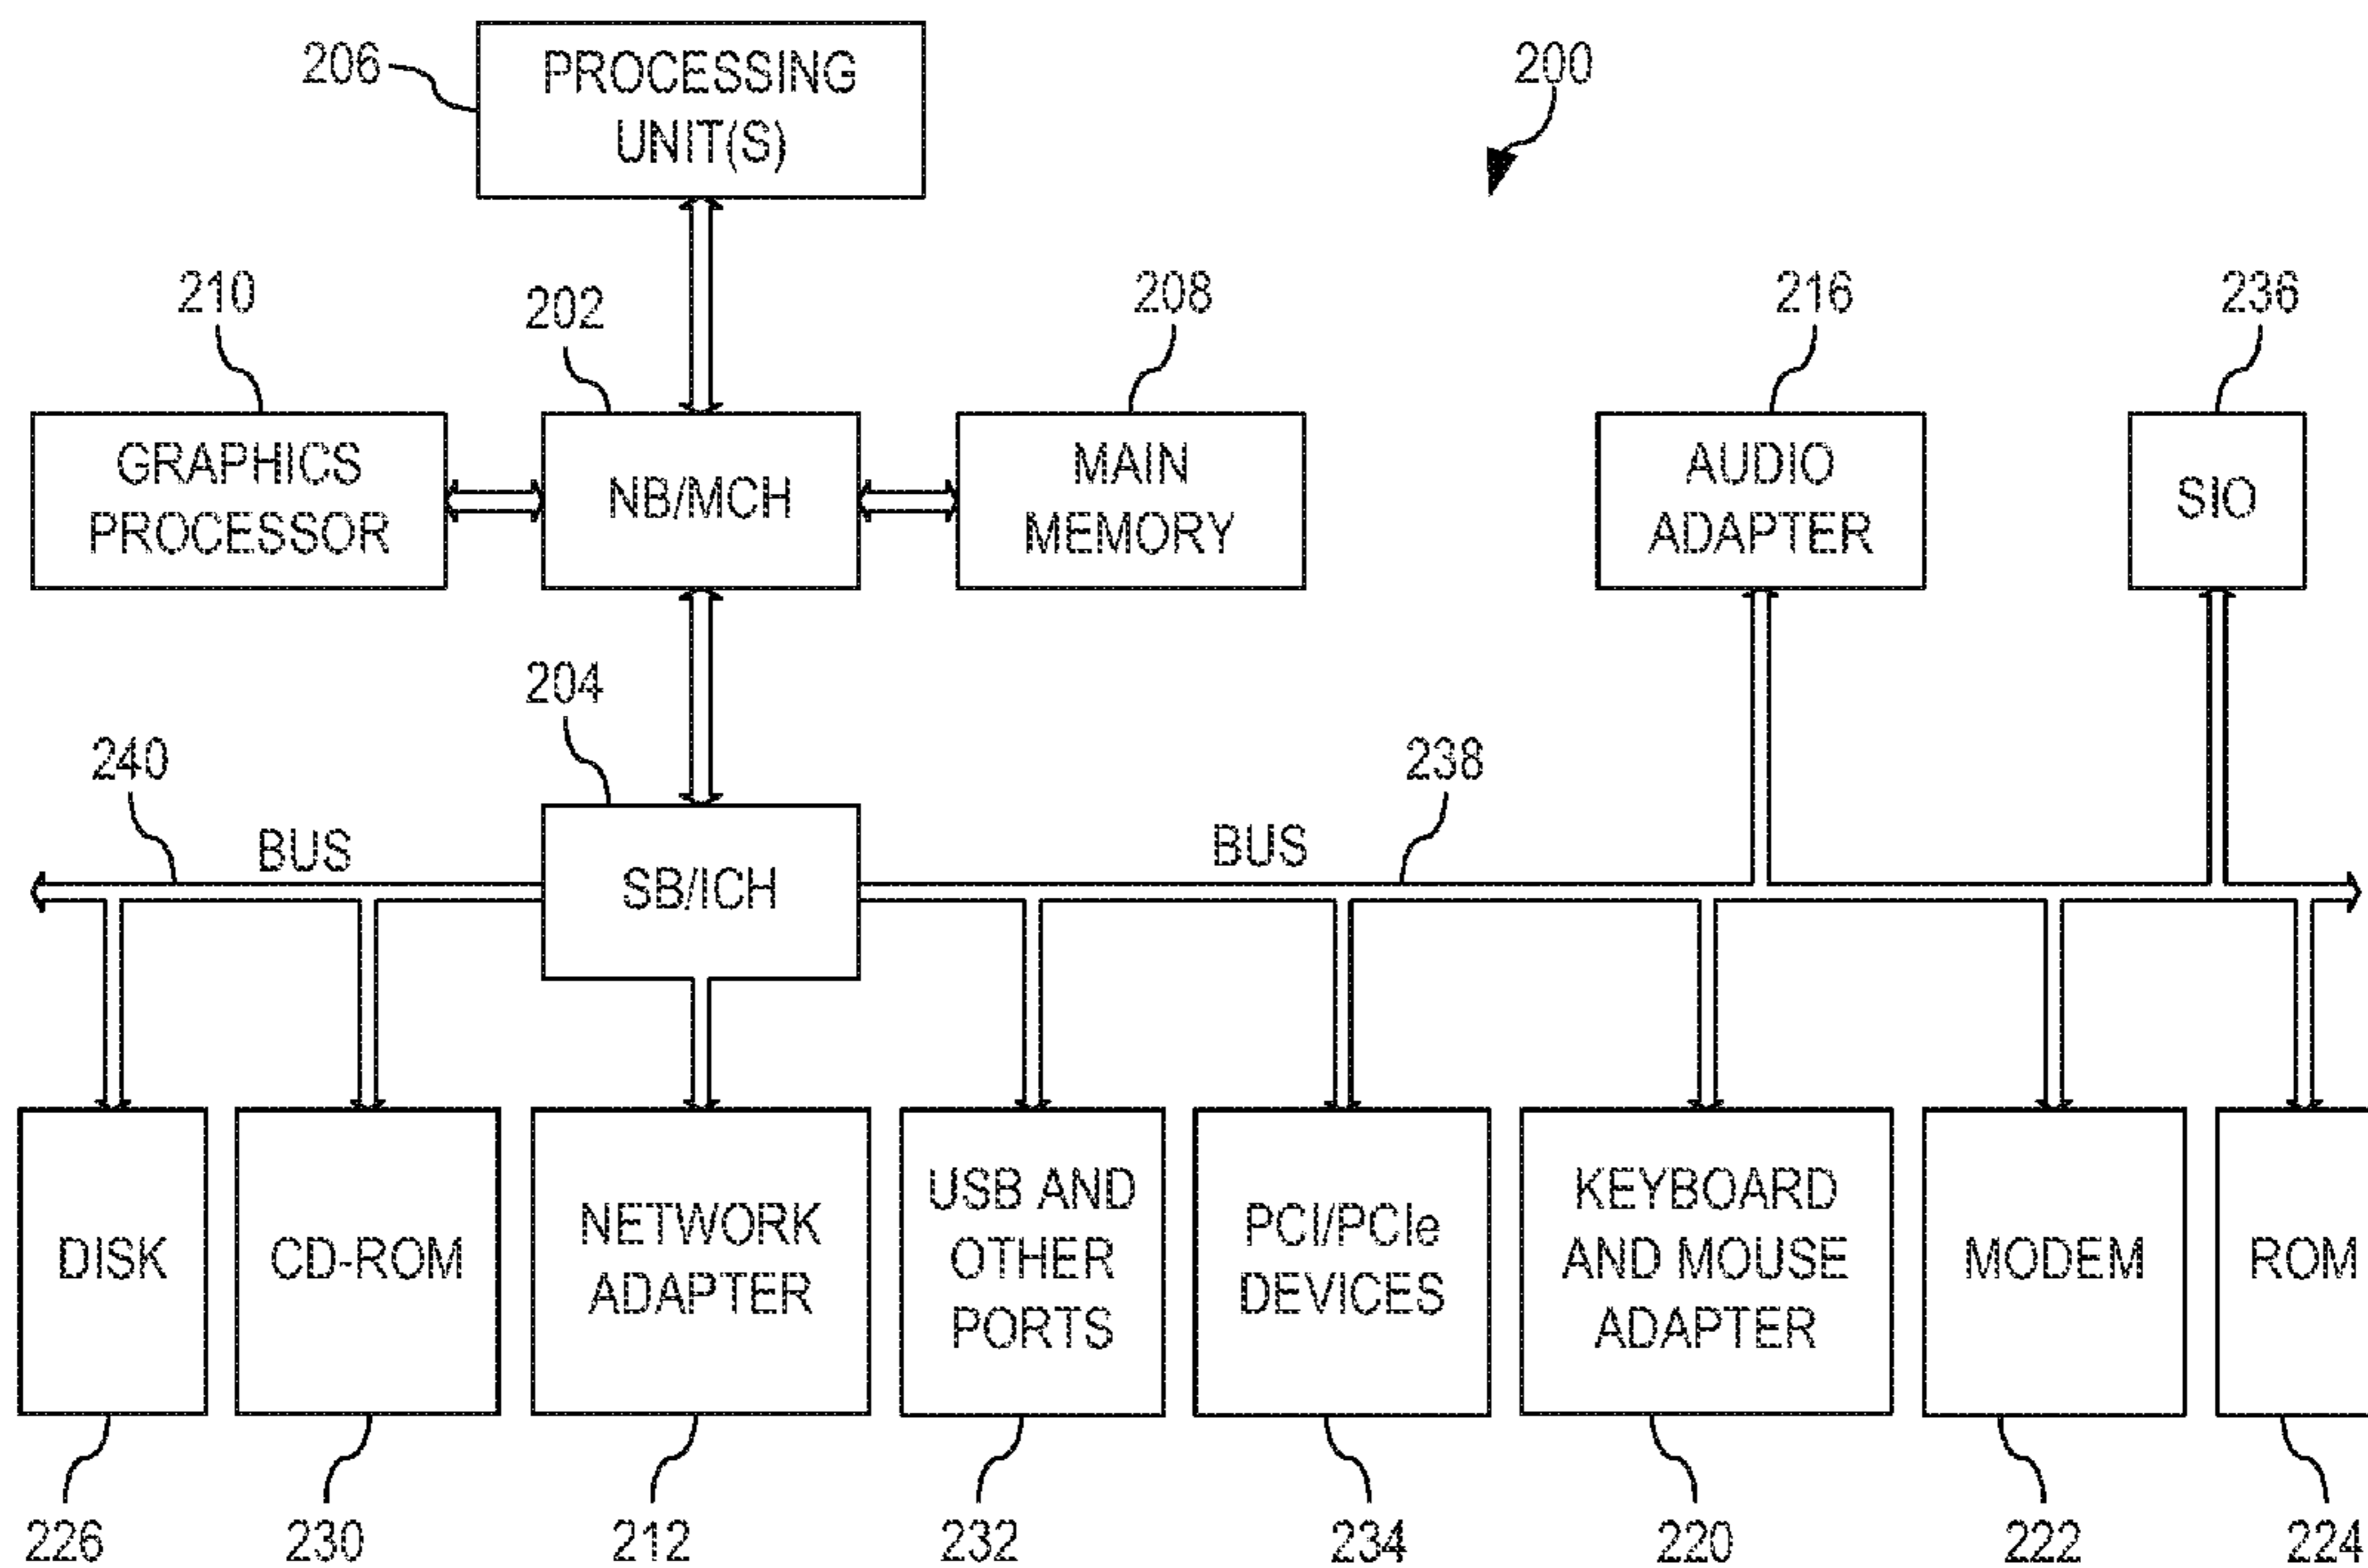 206
PROCESSING
UNIT(S)
200
210
202
208
216
236
GRAPHICS
PROCESSOR
NB/MCH
MAIN
MEMORY
AUDIO
ADAPTER
SIO
204
240
238
BUS
BUS
SB/ICH
DISK
CD-ROM
NETWORK
ADAPTER
USB AND
OTHER
PORTS
PCI/PCIe
DEVICES
KEYBOARD
AND MOUSE
ADAPTER
MODEM
ROM
226
230
212
232
234
220
222
224